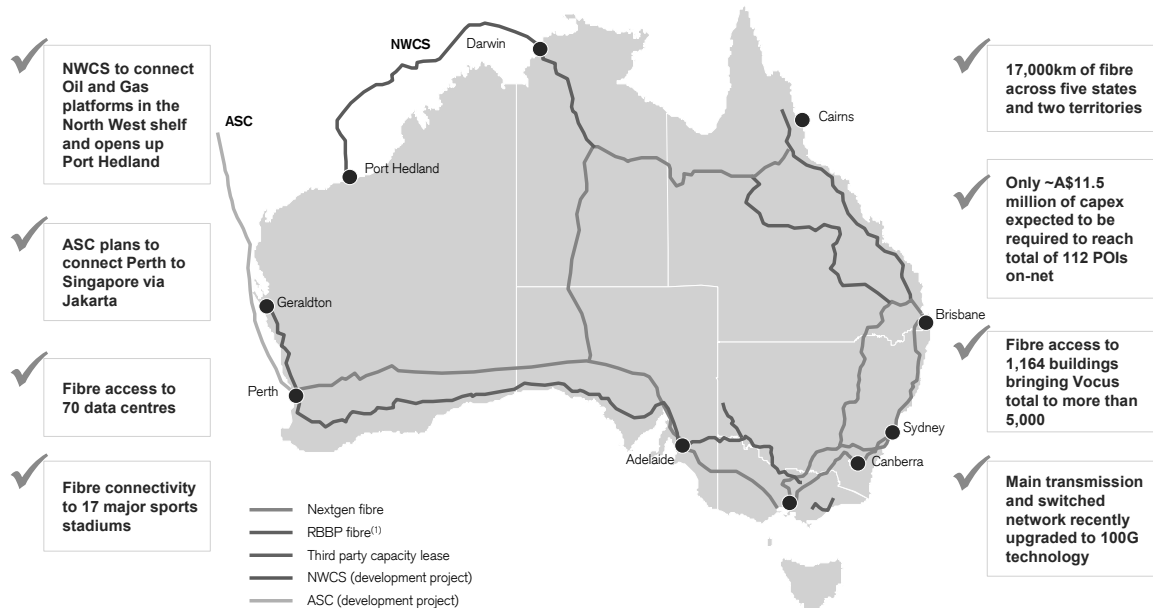 NWCS to connect
Oil and Gas
platforms in the
North West shelf
and opens up
Port Hedland
ASC plans to
connect Perth to
Singapore via
Jakarta
Fibre access to
70 data centres
Fibre connectivity
to 17 major sports
stadiums
NWCS
Darwin
ASC
Port Hedland
Cairns
Geraldton
Brisbane
Perth
Sydney
Adelaide
Canberra
Nextgen fibre
RBBP fibre(1)
Third party capacity lease
NWCS (development project)
ASC (development project)
17,000km of fibre
across five states
and two territories
Only ~A$11.5
million of capex
expected to be
required to reach
total of 112 POIs
on-net
Fibre access to
1,164 buildings
bringing Vocus
total to more than
5,000
Main transmission
and switched
network recently
upgraded to 100G
technology